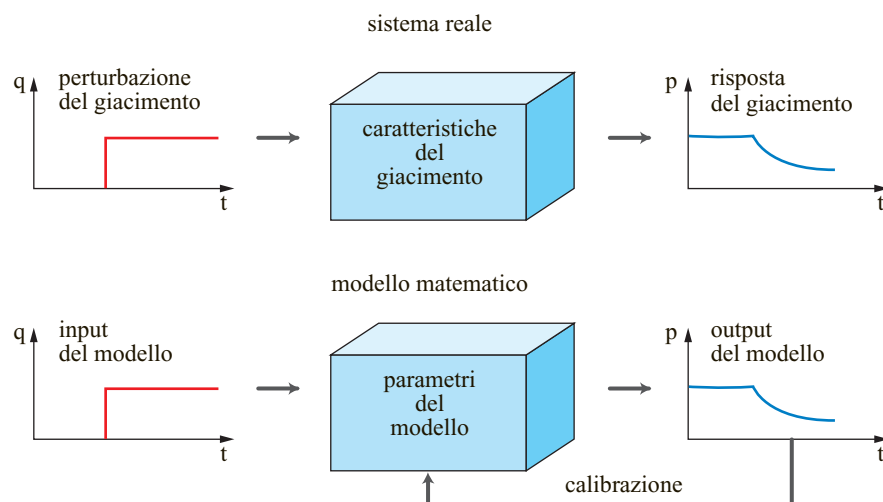 sistema reale
q
perturbazione
del giacimento
t
caratteristiche
del
giacimento
p
risposta
del giacimento
t
modello matematico
q
input
del modello
t
parametri
del
modello
p
output
del modello
t
calibrazione